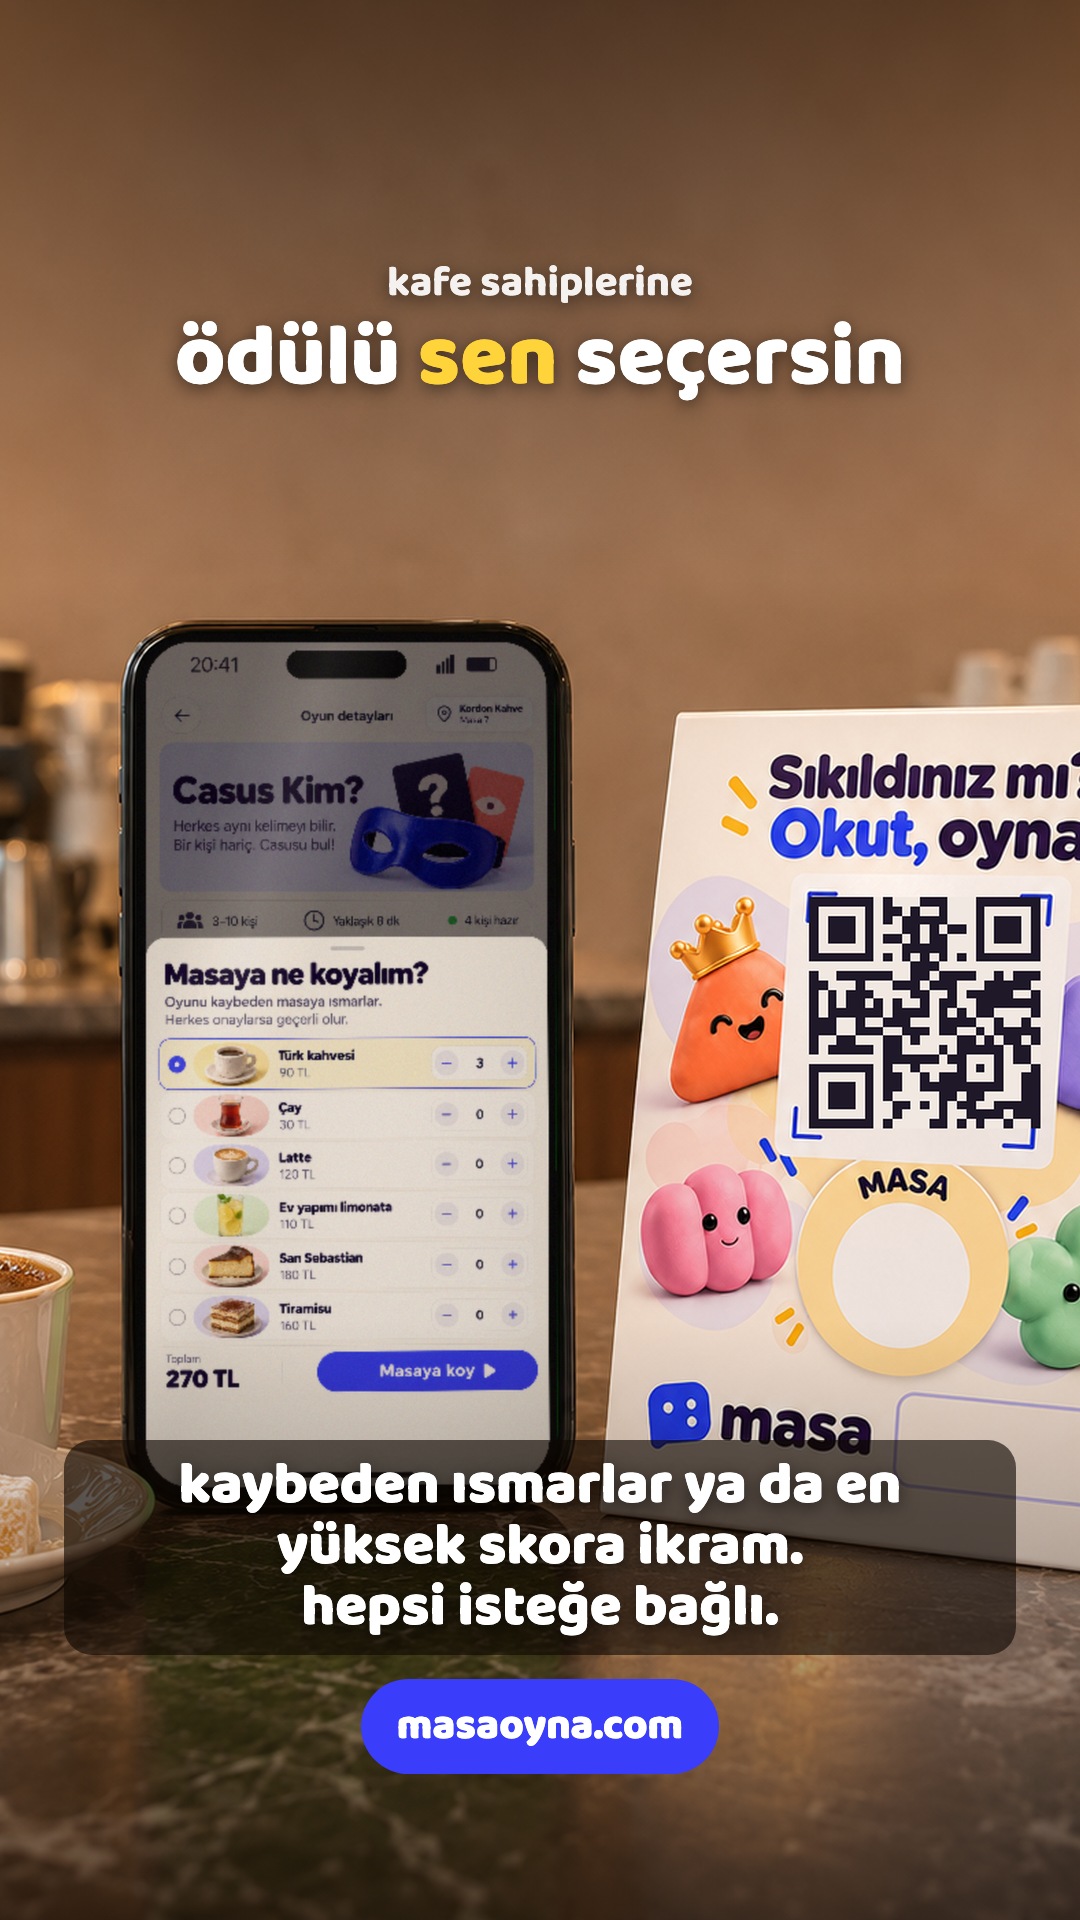 kafe sahiplerine
ödülü sen seçersin
20:41
Oyun detayları
Kordon Kahve
Masa 7
Casus Kim?
Herkes aynı kelimeyi bilir.
Bir kişi hariç. Casusu bul!
3-10 kişi
Yaklaşık 8 dk
4 kişi hazır
Masaya ne koyalım?
Oyunu kaybeden masaya ısmarlar.
Herkes onaylarsa geçerli olur.
Türk kahvesi
90 TL
3
Çay
30 TL
0
Latte
120 TL
0
Ev yapımı limonata
110 TL
0
San Sebastian
180 TL
0
Tiramisu
160 TL
0
Toplam
270 TL
Masaya koy
Sıkıldınız mı?
Okut, oyna
MASA
masa
kaybeden ısmarlar ya da en
yüksek skora ikram.
hepsi isteğe bağlı.
masaoyna.com